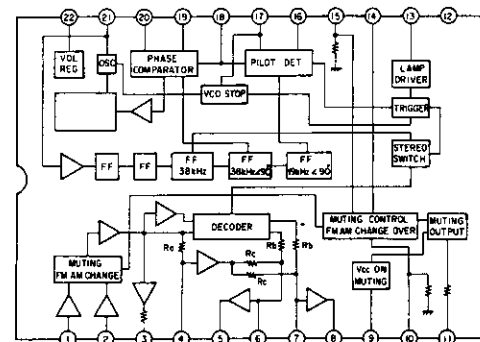 22 21 20 19 18 17 16 15 14 13 12
VOL REG
OSC
PHASE COMPARATOR
PILOT DET
LAMP DRIVER
VCO STOP
TRIGGER
STEREO SWITCH
FF
FF
FF 38kHz
FF 38kHz∠90°
FF 19kHz∠90°
DECODER
MUTING CONTROL FM AM CHANGE OVER
MUTING OUTPUT
Ra
Rb
Rb
Rc
Rc
MUTING FM AM CHANGE
Vcc ON MUTING
1 2 3 4 5 6 7 8 9 10 11